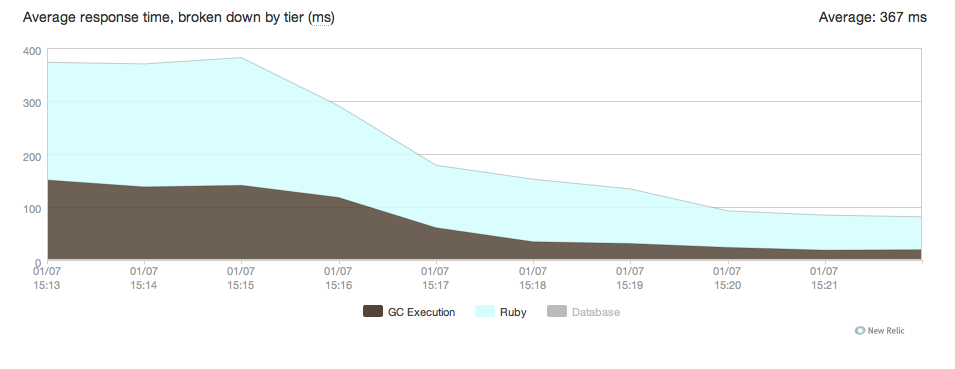 Average response time, broken down by tier (ms)
Average: 367 ms
400
300
200
100
0
01/07 01/07 01/07 01/07 01/07 01/07 01/07 01/07 01/07
15:13 15:14 15:15 15:16 15:17 15:18 15:19 15:20 15:21
GC Execution Ruby Database
New Relic